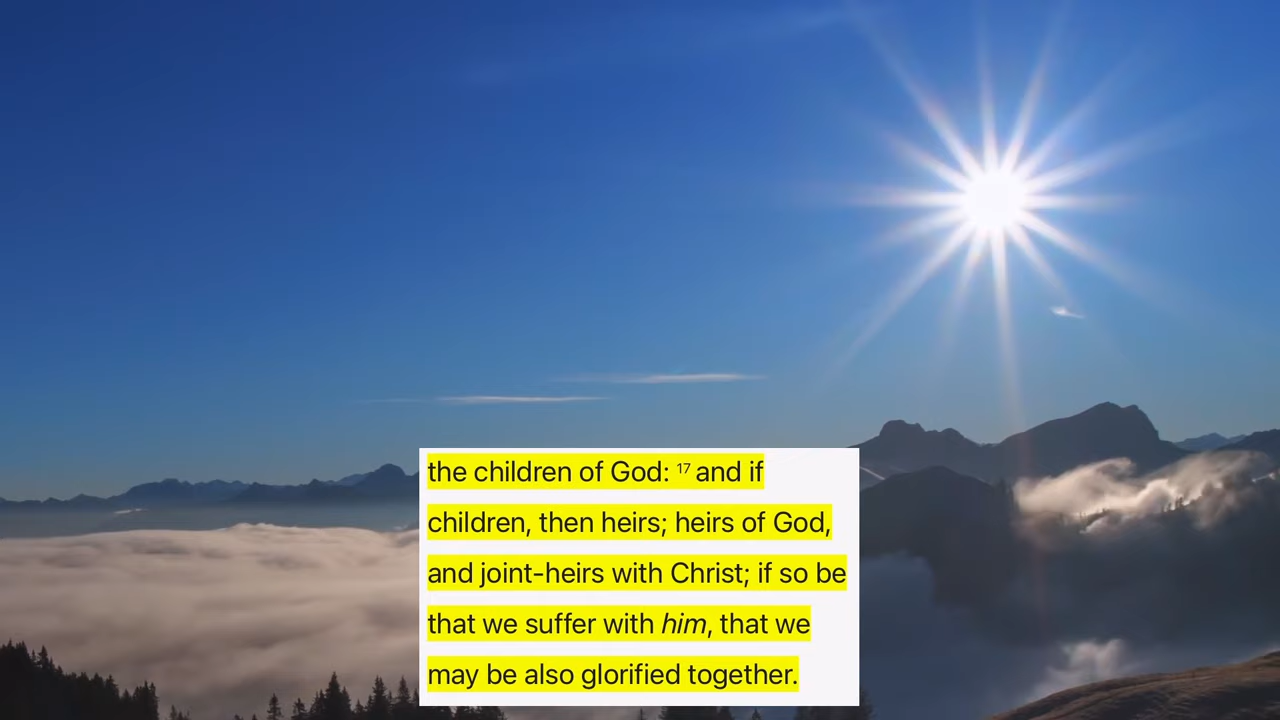 the children of God: 17 and if
children, then heirs; heirs of God,
and joint-heirs with Christ; if so be
that we suffer with him, that we
may be also glorified together.